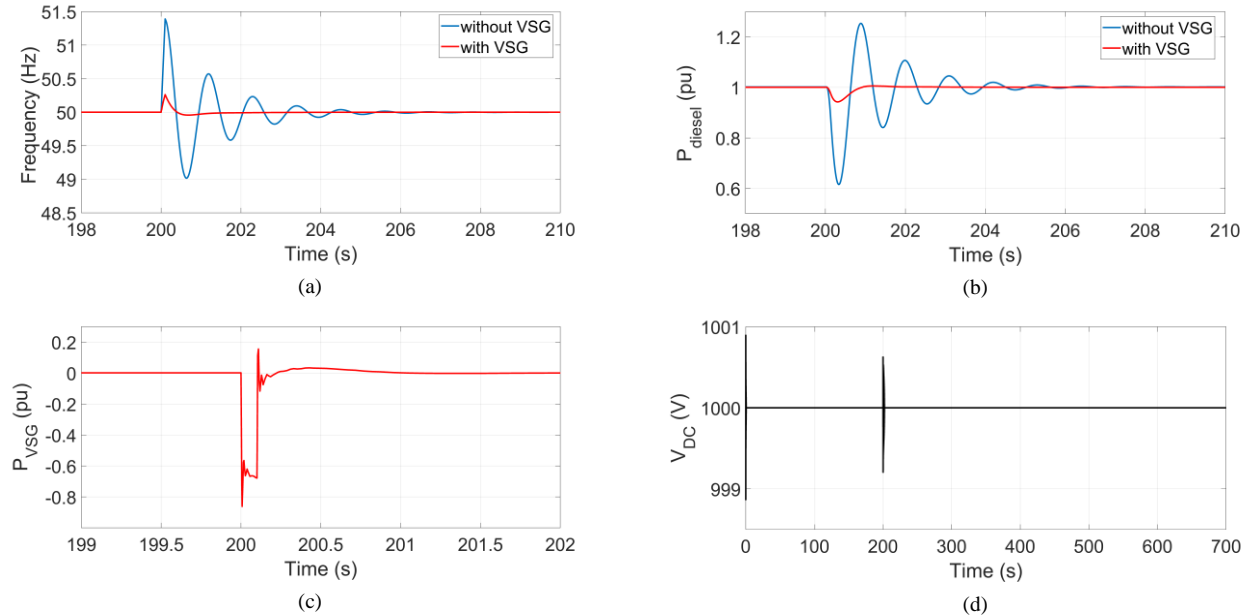 51.5
51
50.5
50
49.5
49
48.5
Frequency (Hz)
without VSG
with VSG
198 200 202 204 206 208 210
Time (s)
(a)
1.2
1
0.8
0.6
P_diesel (pu)
without VSG
with VSG
198 200 202 204 206 208 210
Time (s)
(b)
0.2
0
-0.2
-0.4
-0.6
-0.8
P_VSG (pu)
199 199.5 200 200.5 201 201.5 202
Time (s)
(c)
1001
1000
999
V_DC (V)
0 100 200 300 400 500 600 700
Time (s)
(d)